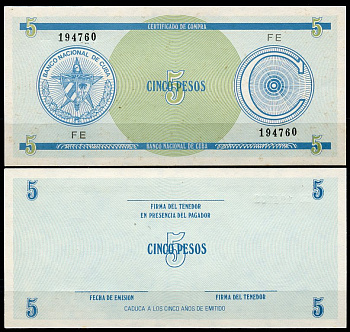 5 CERTIFICADO DE COMPRA 5
194760 FE
BANCO NACIONAL DE CUBA
CINCO PESOS
5
C
FE 194760
5 BANCO NACIONAL DE CUBA 5
5 5
FIRMA DEL TENEDOR
EN PRESENCIA DEL PAGADOR
CINCO PESOS
5
FECHA DE EMISION FIRMA DEL TENEDOR
5 5
CADUCA A LOS CINCO AÑOS DE EMITIDO